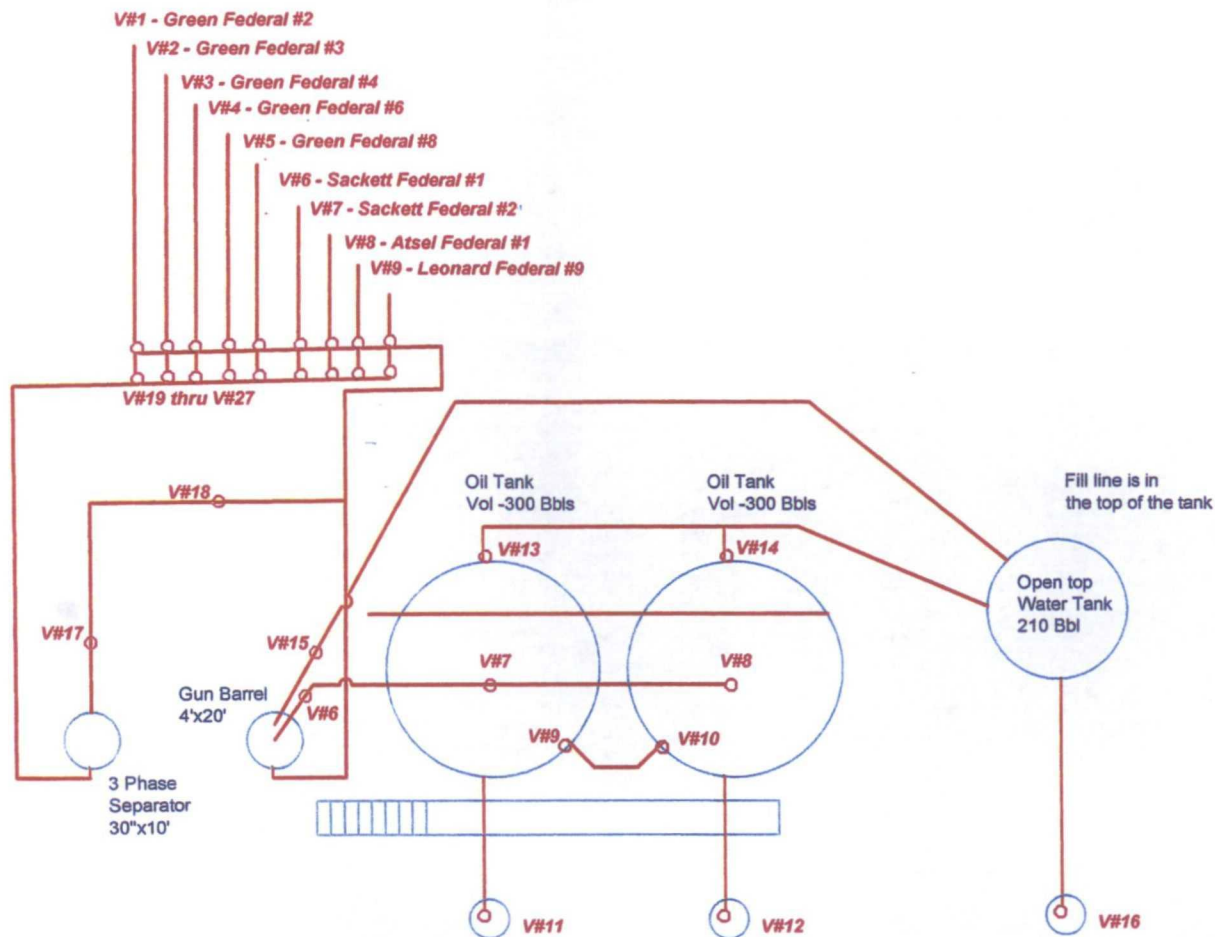 V#1 - Green Federal #2
V#2 - Green Federal #3
V#3 - Green Federal #4
V#4 - Green Federal #6
V#5 - Green Federal #8
V#6 - Sackett Federal #1
V#7 - Sackett Federal #2
V#8 - Atsel Federal #1
V#9 - Leonard Federal #9
V#19 thru V#27
V#18
Oil Tank
Vol -300 Bbls
Oil Tank
Vol -300 Bbls
Fill line is in
the top of the tank
V#13
V#14
Open top
Water Tank
210 Bbl
V#17
V#15
V#7
V#8
Gun Barrel
4'x20'
V#6
V#9
V#10
3 Phase
Separator
30"x10'
V#11
V#12
V#16